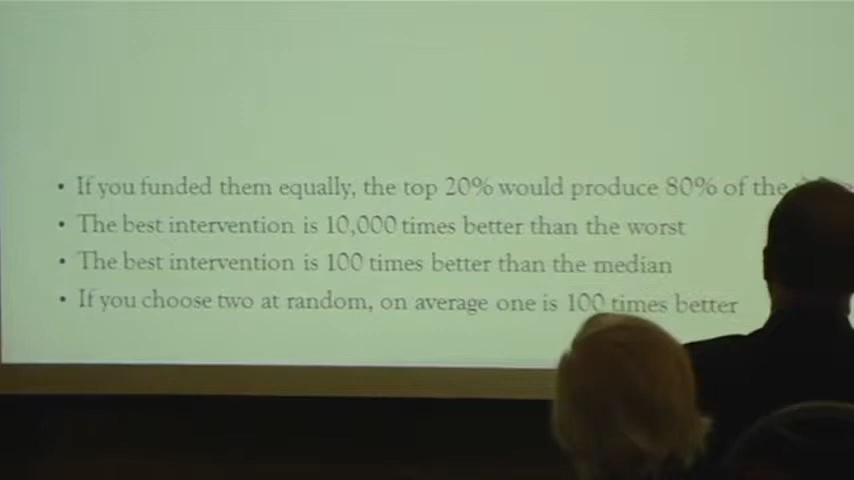 • If you funded them equally, the top 20% would produce 80% of the
• The best intervention is 10,000 times better than the worst
• The best intervention is 100 times better than the median
• If you choose two at random, on average one is 100 times better